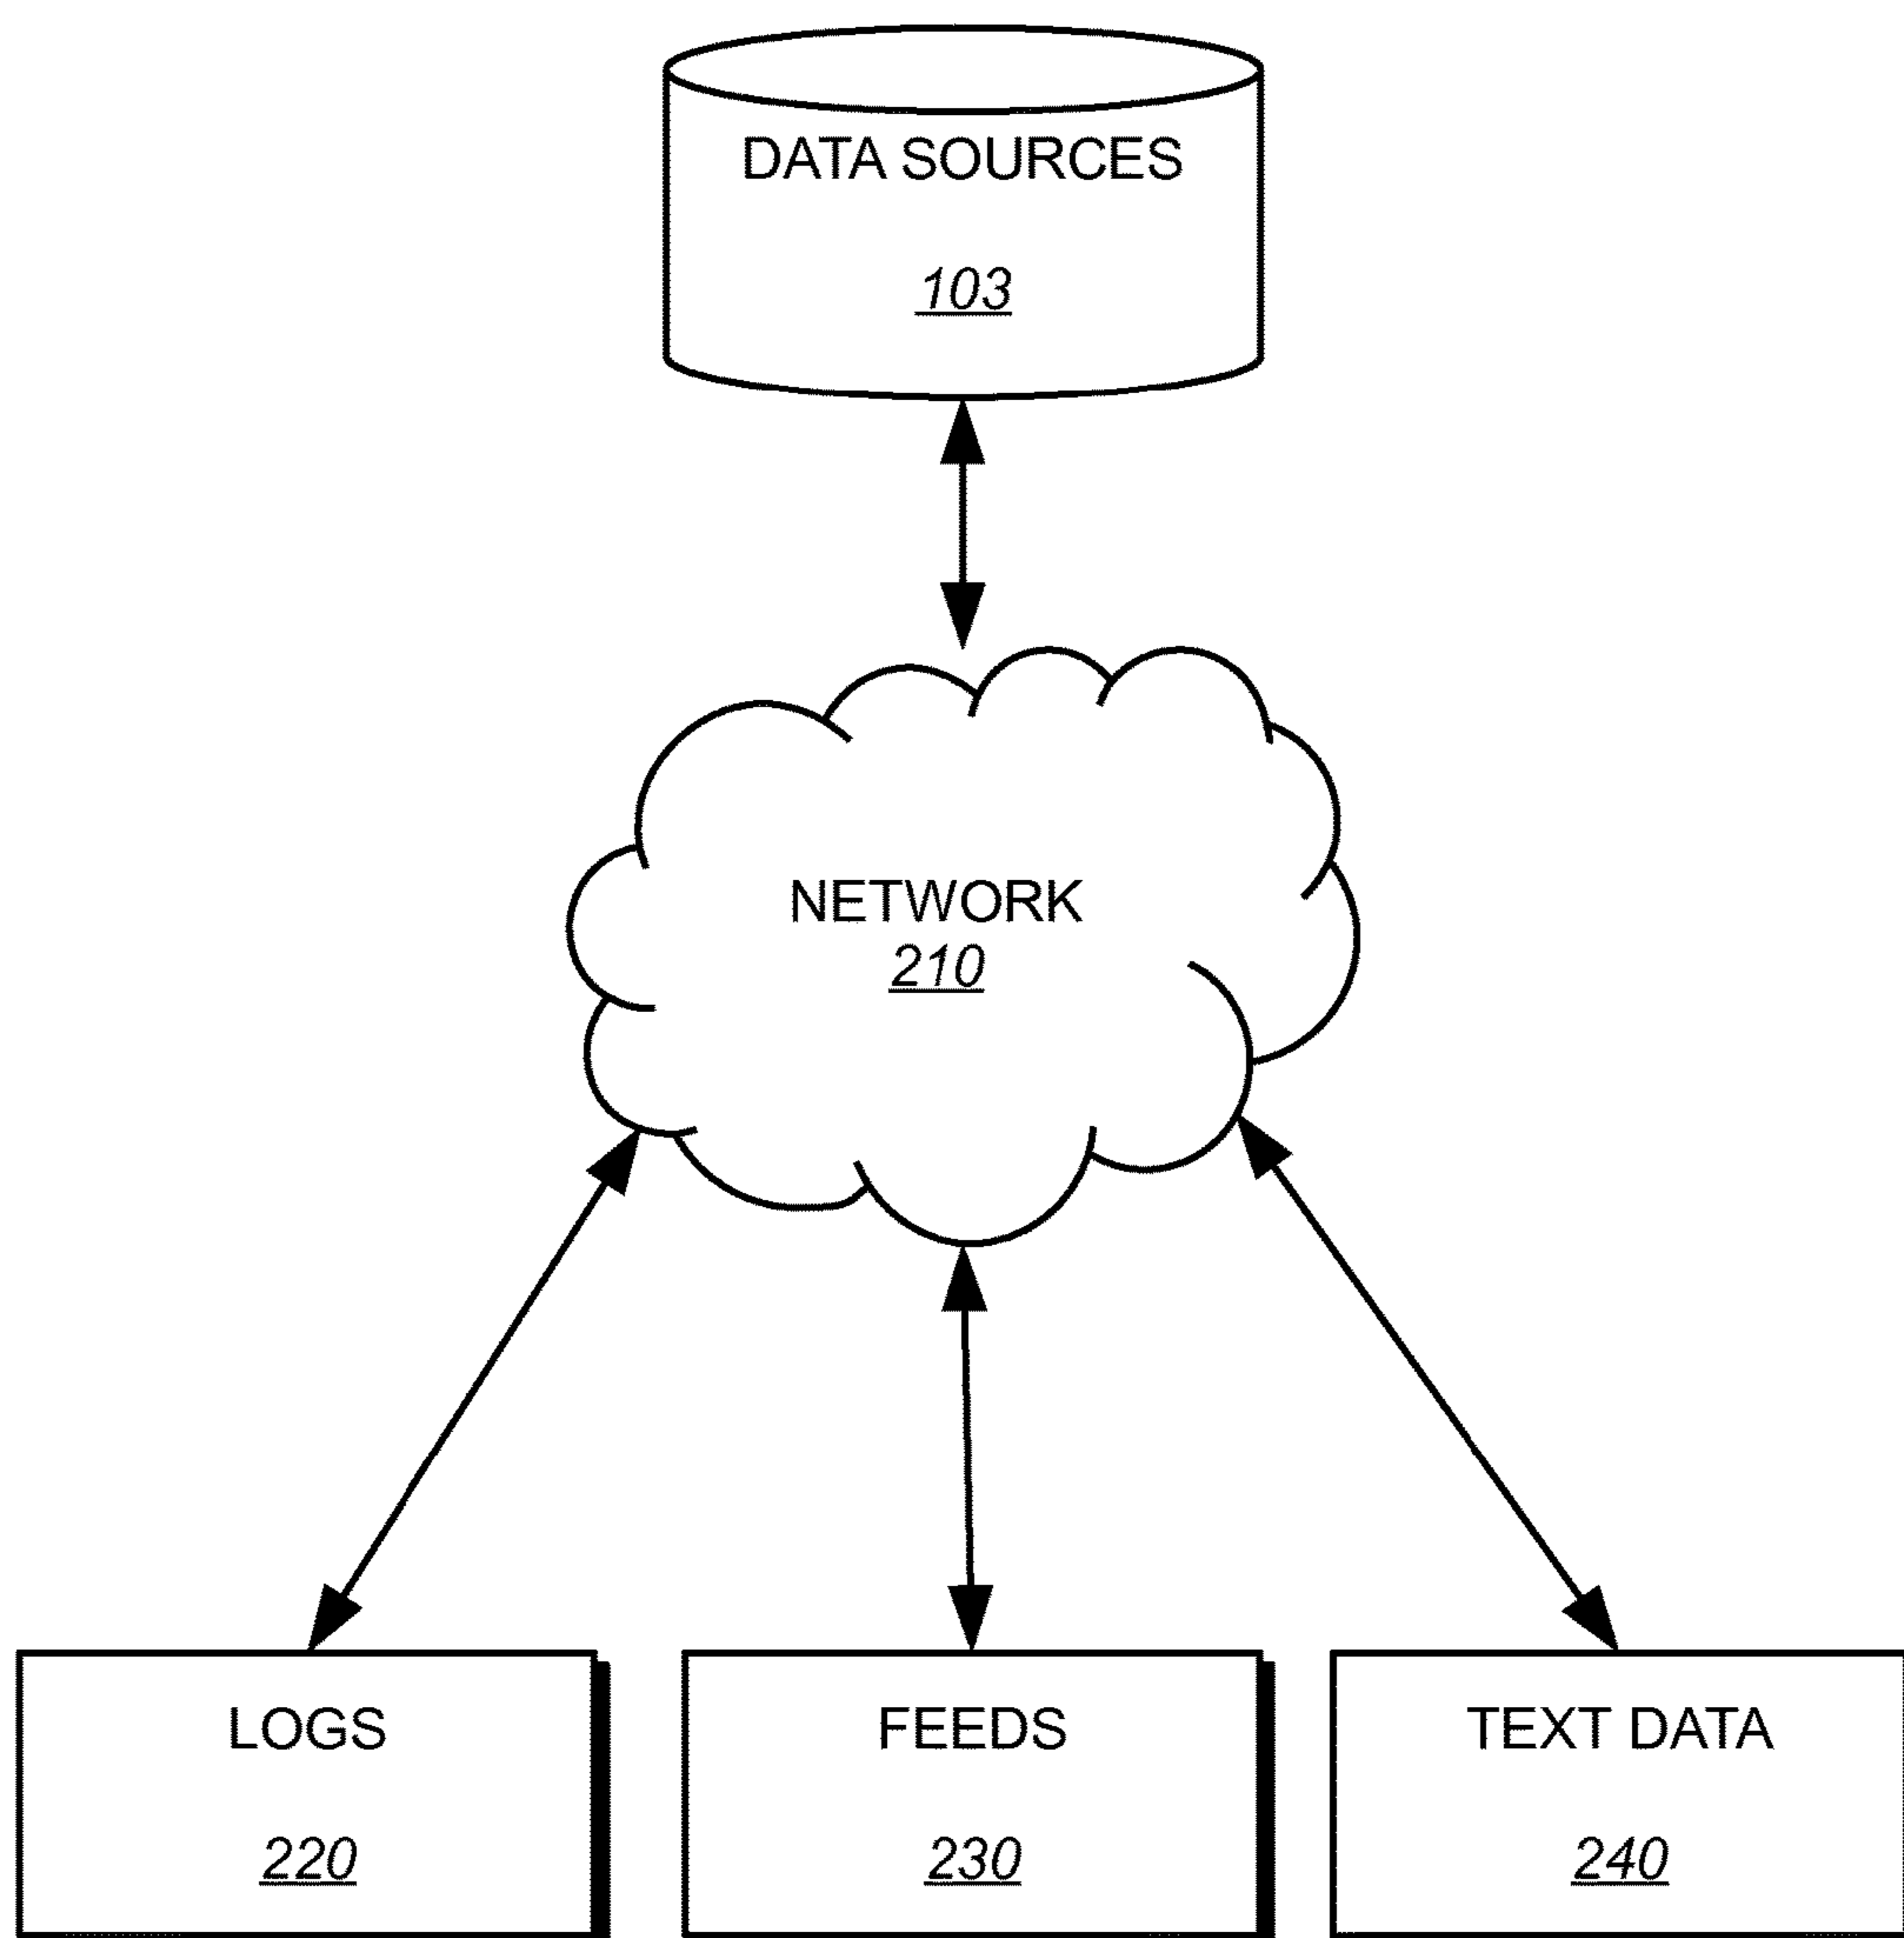 DATA SOURCES
103
NETWORK
210
LOGS
220
FEEDS
230
TEXT DATA
240